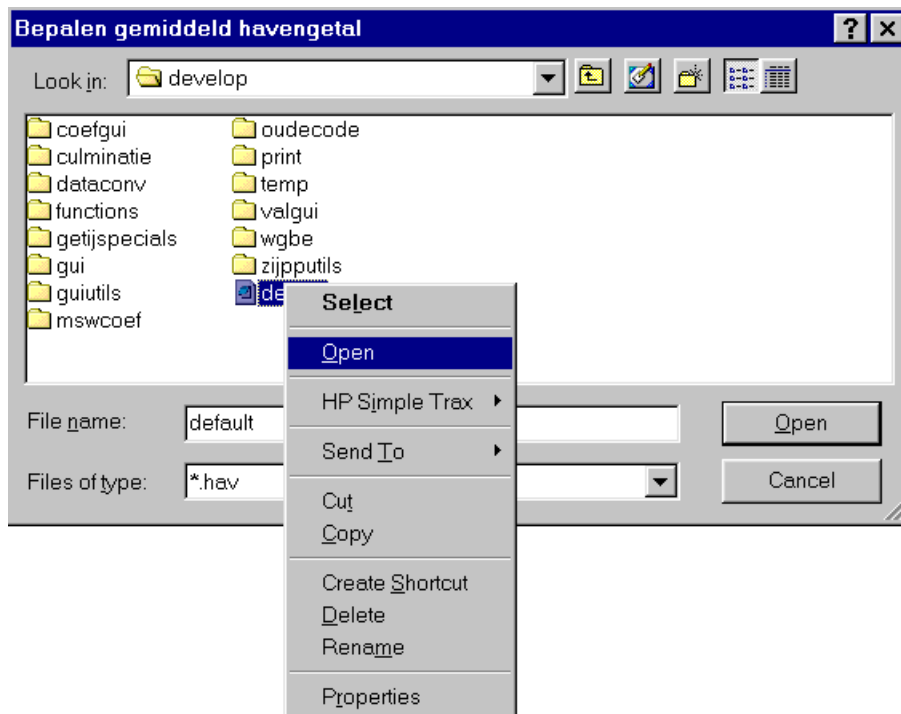 Bepalen gemiddeld havengetal
Look in: develop
coefgui
culminatie
dataconv
functions
getijspecials
gui
guiutils
mswcoef
oudecode
print
temp
valgui
wgbe
zijpputils
Select
Open
HP Simple Trax
Send To
Cut
Copy
Create Shortcut
Delete
Rename
Properties
File name: default
Open
Files of type: *.hav
Cancel